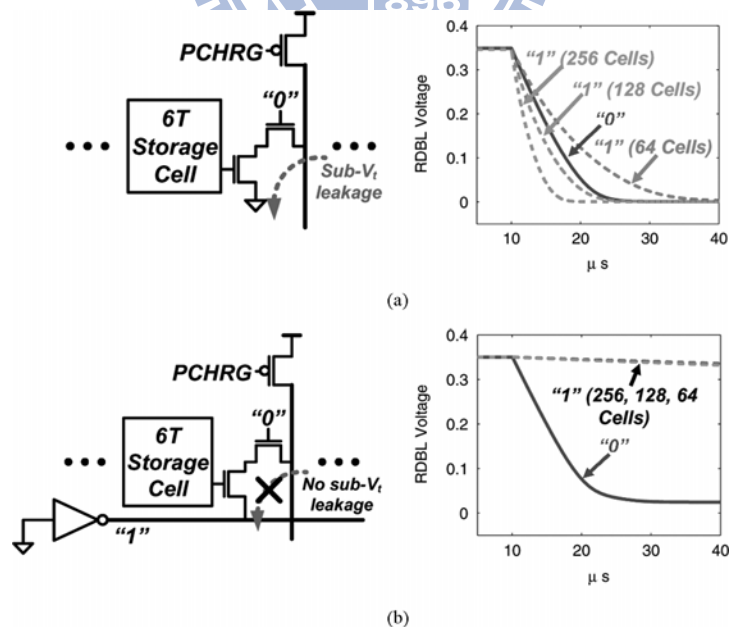 896
PCHRG
"0"
6T
Storage
Cell
Sub-Vt
leakage
RDBL Voltage
0.4
0.3
0.2
0.1
0
10
20
30
40
μ s
"1" (256 Cells)
"1" (128 Cells)
"0"
"1" (64 Cells)
(a)
PCHRG
"0"
6T
Storage
Cell
No sub-Vt
leakage
"1"
RDBL Voltage
0.4
0.3
0.2
0.1
0
10
20
30
40
μ s
"1" (256, 128, 64
Cells)
"0"
(b)